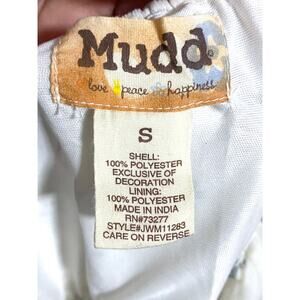 Mudd®
love peace happiness
S
SHELL:
100% POLYESTER
EXCLUSIVE OF
DECORATION
LINING:
100% POLYESTER
MADE IN INDIA
RN#73277
STYLE#JWM11283
CARE ON REVERSE